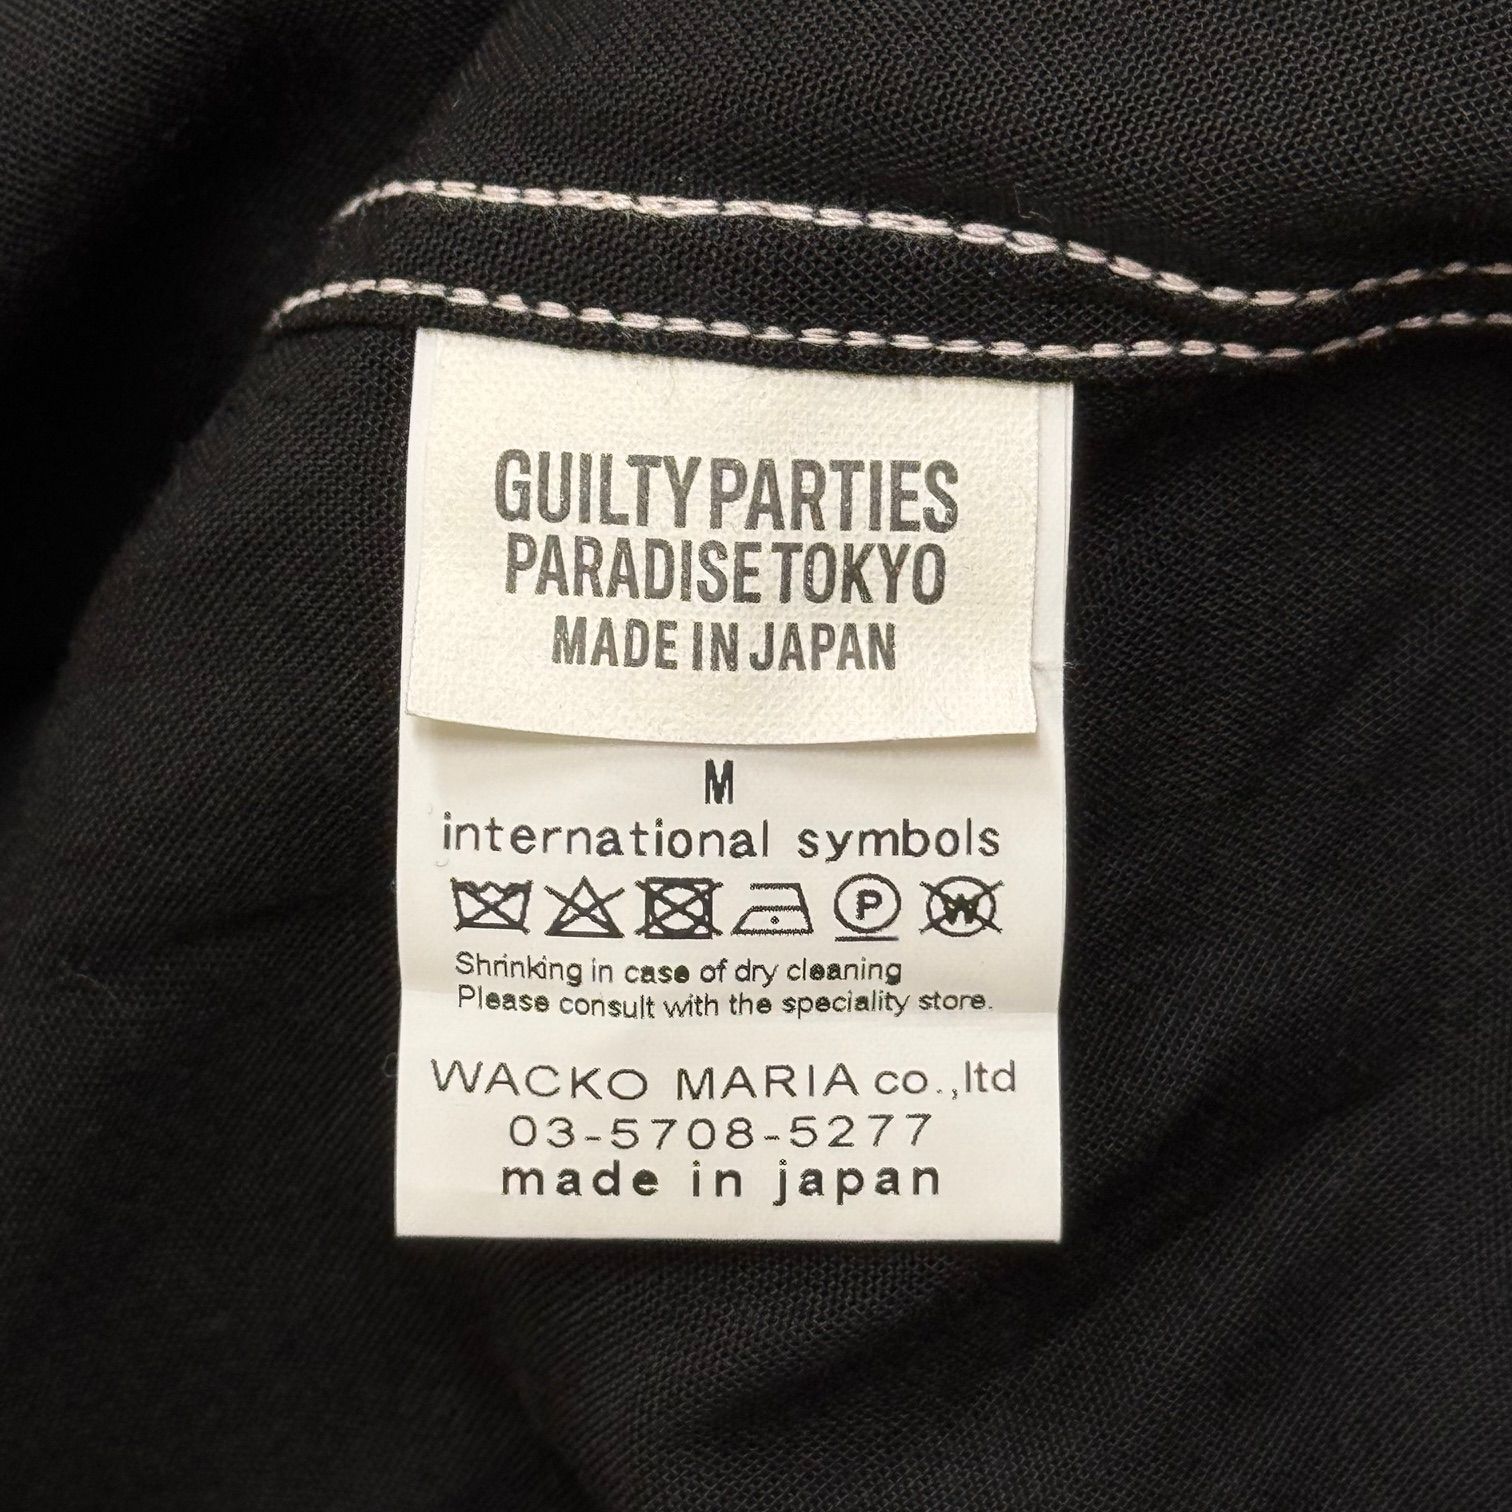 GUILTY PARTIES
PARADISE TOKYO
MADE IN JAPAN
M
international symbols
P W
Shrinking in case of dry cleaning
Please consult with the speciality store.
WACKO MARIA co.,ltd
03-5708-5277
made in japan